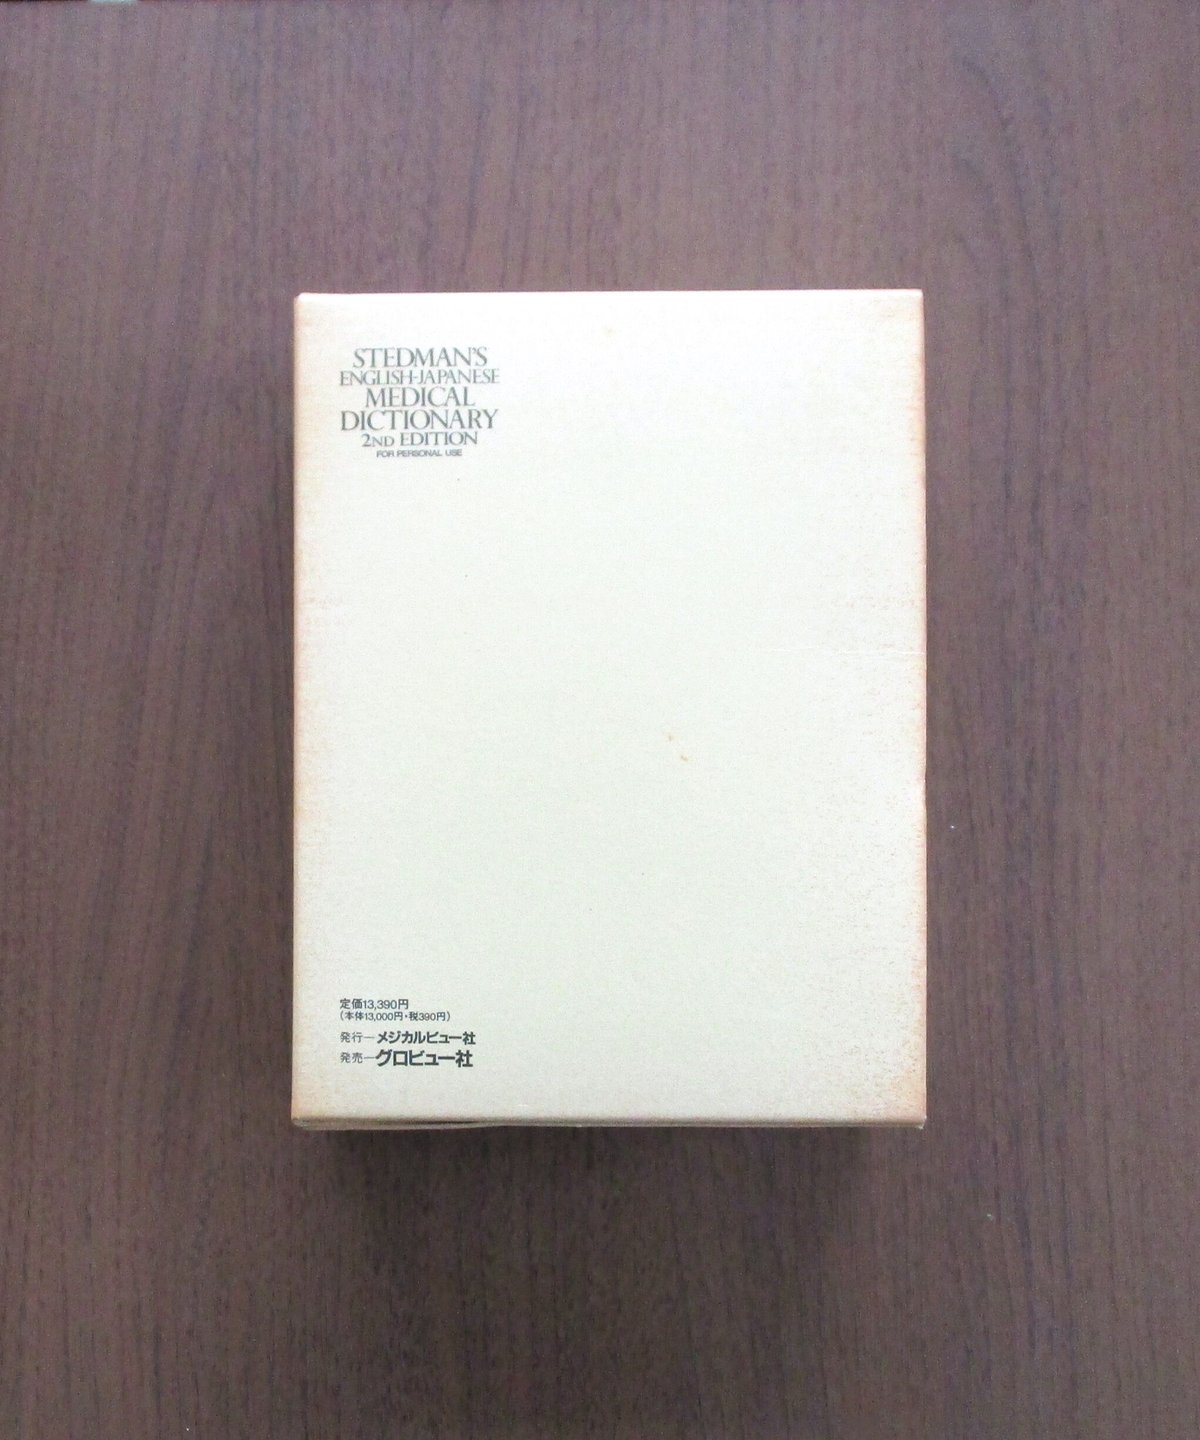 STEDMAN'S
ENGLISH-JAPANESE
MEDICAL
DICTIONARY
2ND EDITION
FOR PERSONAL USE
定価13,390円
(本体13,000円・税390円)
発行―メジカルビュー社
発売―グロビュー社